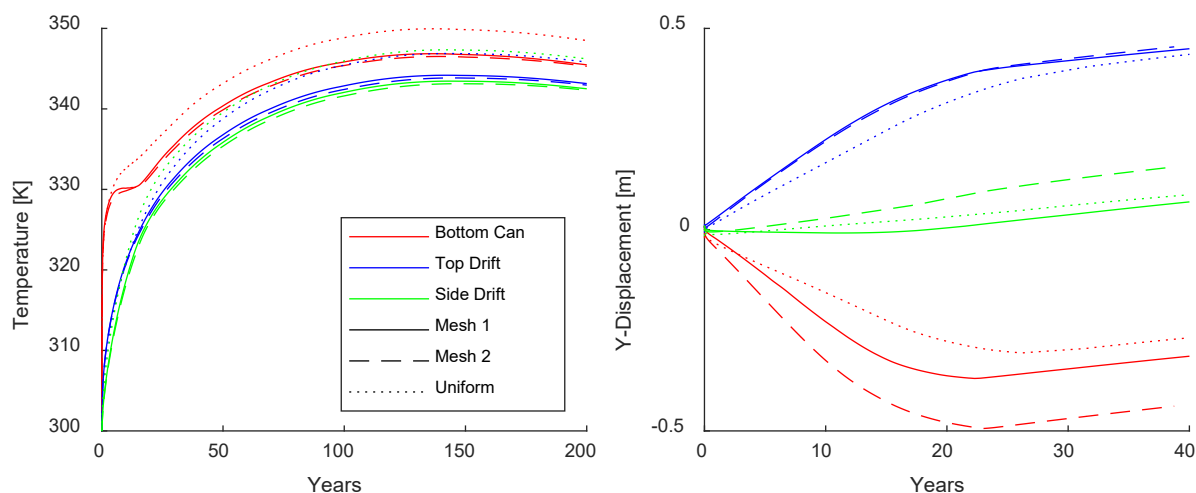 350
340
330
320
310
300
Temperature [K]
Bottom Can
Top Drift
Side Drift
Mesh 1
Mesh 2
Uniform
0
50
100
150
200
Years
0.5
0
-0.5
Y-Displacement [m]
0
10
20
30
40
Years